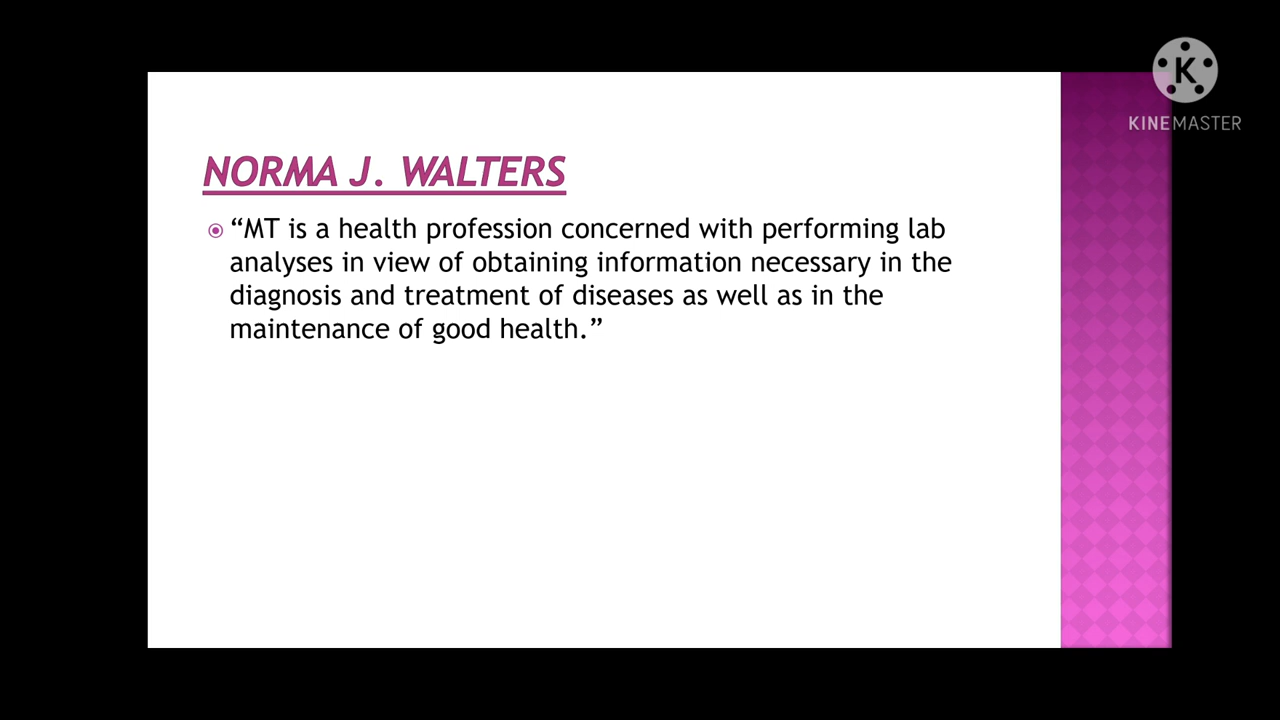 K
KINEMASTER
NORMA J. WALTERS
“MT is a health profession concerned with performing lab
analyses in view of obtaining information necessary in the
diagnosis and treatment of diseases as well as in the
maintenance of good health.”